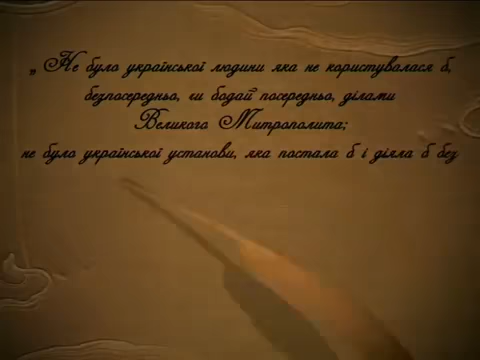 „ Не було української людини яка не користувалася б,
безпосередньо, чи бодай посередньо, ділами
Великого Митрополита;
не було української установи, яка постала б і діяла б без